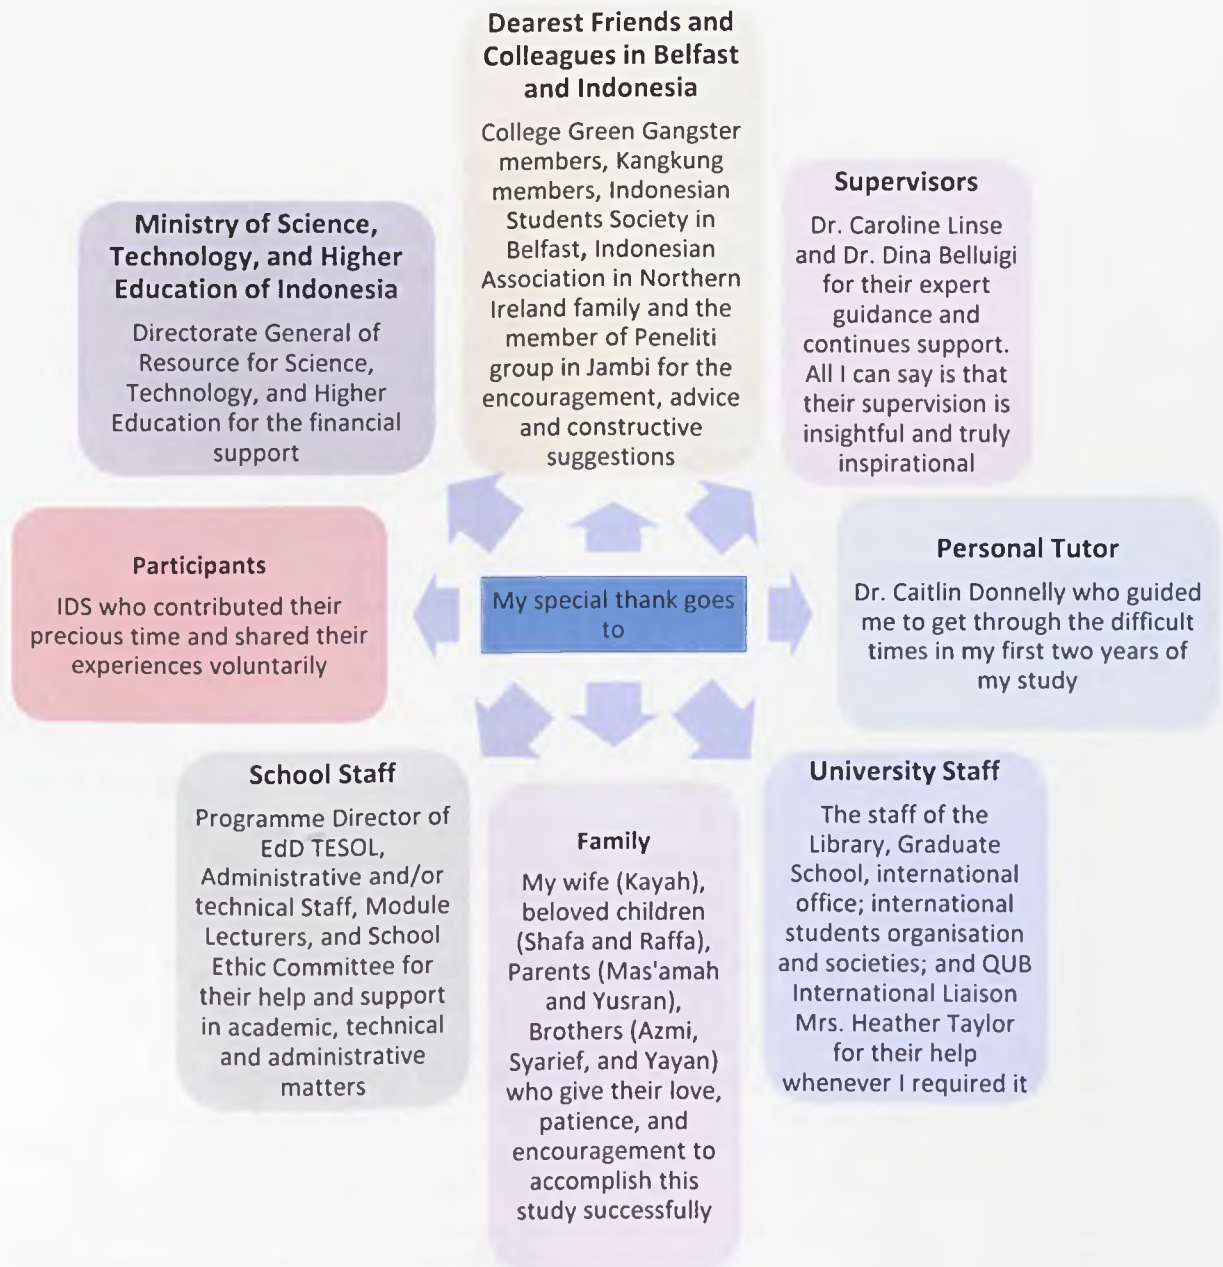 Dearest Friends and
Colleagues in Belfast
and Indonesia
College Green Gangster
members, Kangkung
members, Indonesian
Students Society in
Belfast, Indonesian
Association in Northern
Ireland family and the
member of Peneliti
group in Jambi for the
encouragement, advice
and constructive
suggestions
Supervisors
Dr. Caroline Linse
and Dr. Dina Belluigi
for their expert
guidance and
continues support.
All I can say is that
their supervision is
insightful and truly
inspirational
Ministry of Science,
Technology, and Higher
Education of Indonesia
Directorate General of
Resource for Science,
Technology, and Higher
Education for the financial
support
Participants
IDS who contributed their
precious time and shared their
experiences voluntarily
My special thank goes
to
Personal Tutor
Dr. Caitlin Donnelly who guided
me to get through the difficult
times in my first two years of
my study
School Staff
Programme Director of
EdD TESOL,
Administrative and/or
technical Staff, Module
Lecturers, and School
Ethic Committee for
their help and support
in academic, technical
and administrative
matters
Family
My wife (Kayah),
beloved children
(Shafa and Raffa),
Parents (Mas'amah
and Yusran),
Brothers (Azmi,
Syarief, and Yayan)
who give their love,
patience, and
encouragement to
accomplish this
study successfully
University Staff
The staff of the
Library, Graduate
School, international
office; international
students organisation
and societies; and QUB
International Liaison
Mrs. Heather Taylor
for their help
whenever I required it